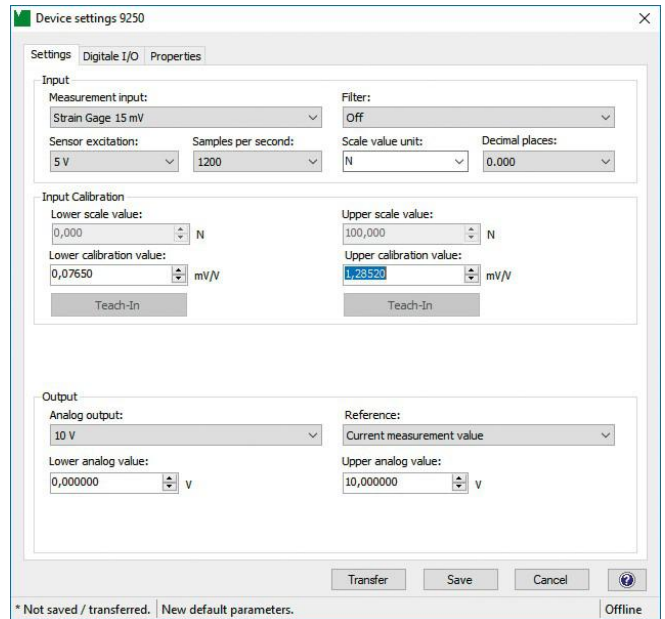 Device settings 9250
Settings Digitale I/O Properties
Input
Measurement input: Filter:
Strain Gage 15 mV Off
Sensor excitation: Samples per second: Scale value unit: Decimal places:
5 V 1200 N 0.000
Input Calibration
Lower scale value: Upper scale value:
0,000 N 100,000 N
Lower calibration value: Upper calibration value:
0,07650 mV/V 1,28520 mV/V
Teach-In Teach-In
Output
Analog output: Reference:
10 V Current measurement value
Lower analog value: Upper analog value:
0,000000 V 10,000000 V
Transfer Save Cancel ?
* Not saved / transferred. New default parameters. Offline